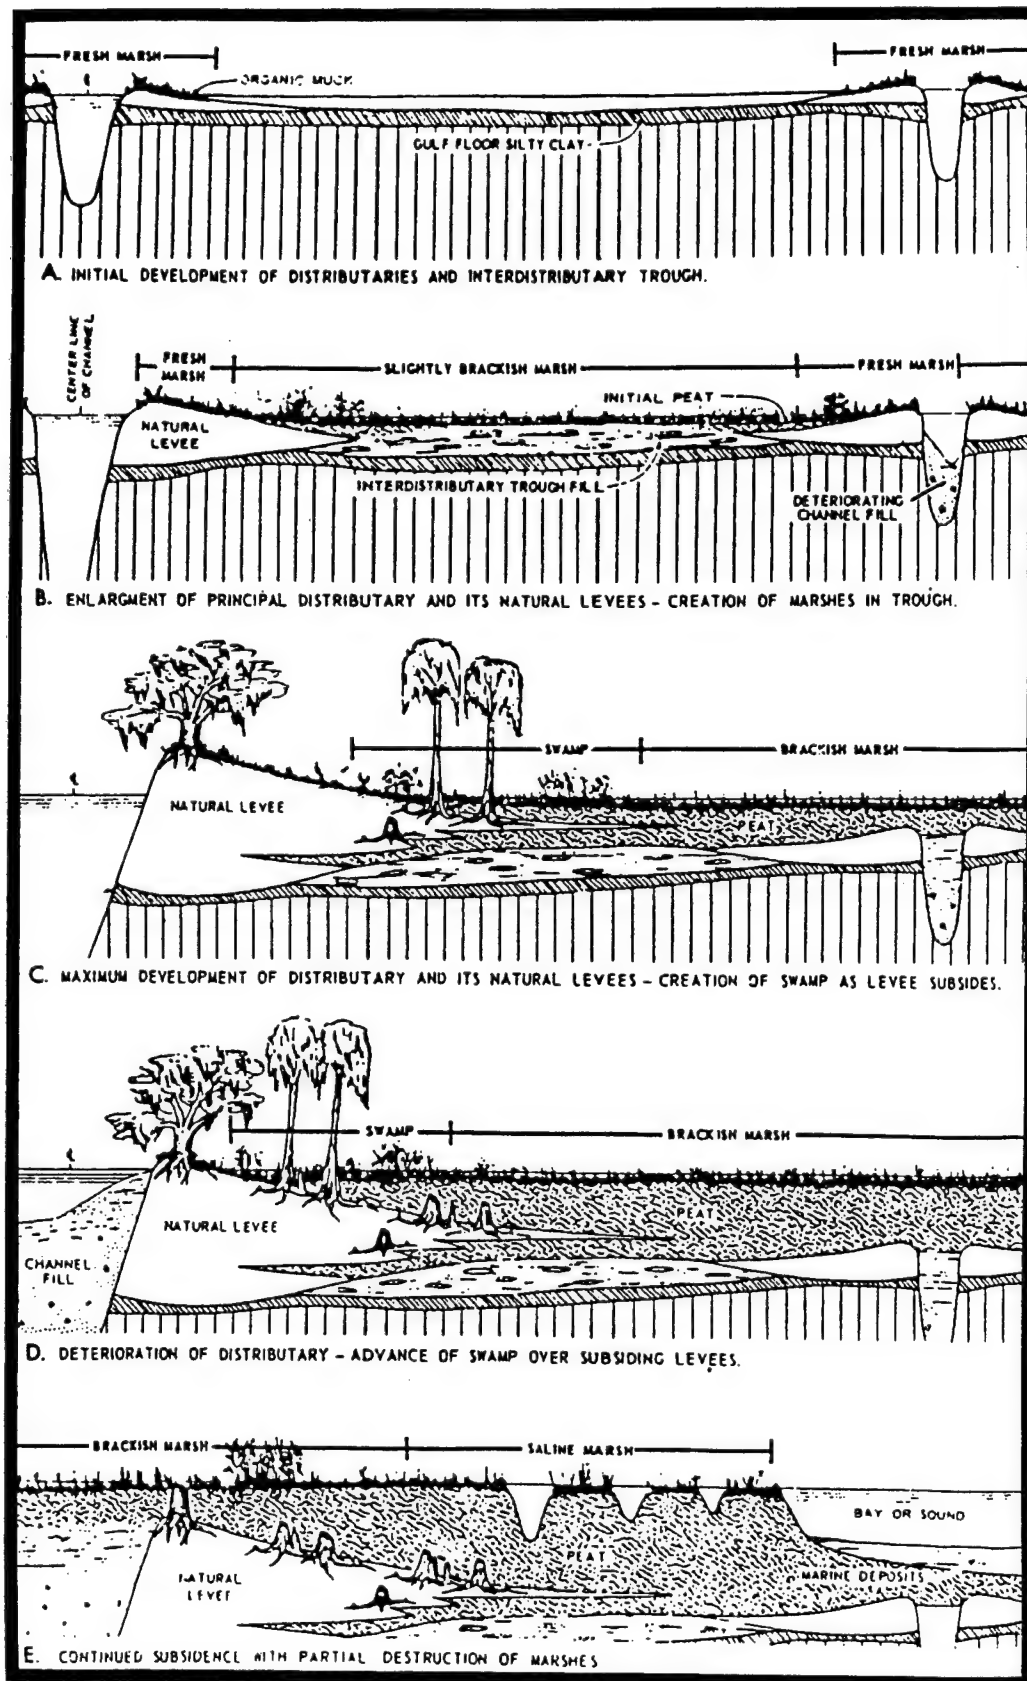 FRESH MARSH
FRESH MARSH
ORGANIC MUCK
GULF FLOOR SILTY CLAY
A. INITIAL DEVELOPMENT OF DISTRIBUTARIES AND INTERDISTRIBUTARY TROUGH.
CENTER LINE
OF CHANNEL
FRESH
MARSH
SLIGHTLY BRACKISH MARSH
FRESH MARSH
INITIAL PEAT
NATURAL
LEVEE
INTERDISTRIBUTARY TROUGH FILL
DETERIORATING
CHANNEL FILL
B. ENLARGMENT OF PRINCIPAL DISTRIBUTARY AND ITS NATURAL LEVEES - CREATION OF MARSHES IN TROUGH.
SWAMP
BRACKISH MARSH
NATURAL LEVEE
PEAT
C. MAXIMUM DEVELOPMENT OF DISTRIBUTARY AND ITS NATURAL LEVEES - CREATION OF SWAMP AS LEVEE SUBSIDES.
SWAMP
BRACKISH MARSH
NATURAL LEVEE
PEAT
CHANNEL
FILL
D. DETERIORATION OF DISTRIBUTARY - ADVANCE OF SWAMP OVER SUBSIDING LEVEES.
BRACKISH MARSH
SALINE MARSH
BAY OR SOUND
PEAT
MARINE DEPOSITS
NATURAL
LEVEE
E. CONTINUED SUBSIDENCE WITH PARTIAL DESTRUCTION OF MARSHES